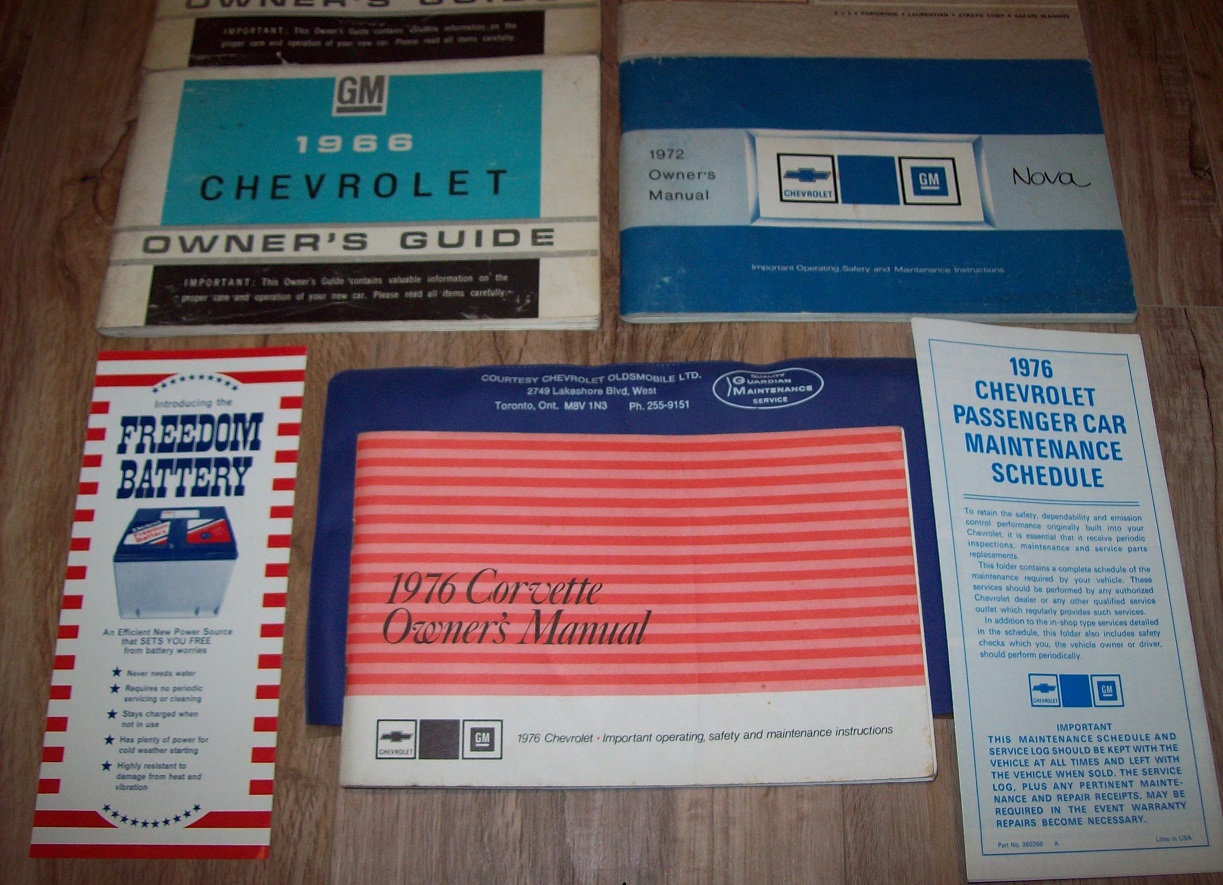 OWNER'S GUIDE
IMPORTANT: This Owner's Guide contains valuable information on the
proper care and operation of your new car. Please read all items carefully.
PARISIENNE • LAURENTIAN • STRATO CHIEF • SAFARI WAGONS
GM
1966
CHEVROLET
OWNER'S GUIDE
IMPORTANT: This Owner's Guide contains valuable information on the
proper care and operation of your new car. Please read all items carefully.
1972
Owner's
Manual
CHEVROLET
GM
Nova
Important Operating, Safety and Maintenance Instructions
Introducing the
FREEDOM
BATTERY
Freedom
Battery
An Efficient New Power Source
that SETS YOU FREE
from battery worries
★ Never needs water
★ Requires no periodic
servicing or cleaning
★ Stays charged when
not in use
★ Has plenty of power for
cold weather starting
★ Highly resistant to
damage from heat and
vibration
COURTESY CHEVROLET OLDSMOBILE LTD.
2749 Lakeshore Blvd, West
Toronto, Ont. M8V 1N3 Ph. 255-9151
QUALITY
GUARDIAN
MAINTENANCE
SERVICE
1976 Corvette
Owner's Manual
CHEVROLET
GM
1976 Chevrolet • Important operating, safety and maintenance instructions
1976
CHEVROLET
PASSENGER CAR
MAINTENANCE
SCHEDULE
To retain the safety, dependability and emission
control performance originally built into your
Chevrolet, it is essential that it receive periodic
inspections, maintenance and service parts
replacements.
This folder contains a complete schedule of the
maintenance required by your vehicle. These
services should be performed by any authorized
Chevrolet dealer or any other qualified service
outlet which regularly provides such services.
In addition to the in-shop type services detailed
in the schedule, this folder also includes safety
checks which you, the vehicle owner or driver,
should perform periodically.
CHEVROLET
GM
IMPORTANT
THIS MAINTENANCE SCHEDULE AND
SERVICE LOG SHOULD BE KEPT WITH THE
VEHICLE AT ALL TIMES AND LEFT WITH
THE VEHICLE WHEN SOLD. THE SERVICE
LOG, PLUS ANY PERTINENT MAINTE-
NANCE AND REPAIR RECEIPTS, MAY BE
REQUIRED IN THE EVENT WARRANTY
REPAIRS BECOME NECESSARY.
Part No. 360266 A
Litho in USA